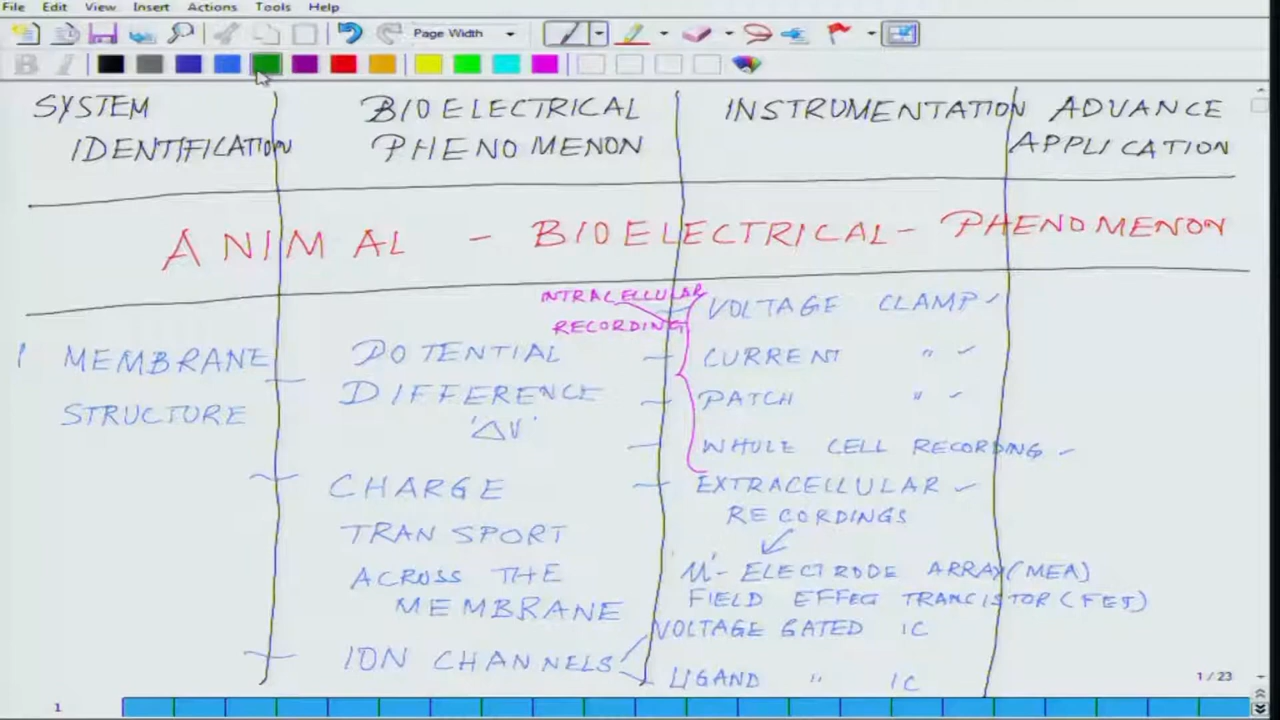 File Edit View Insert Actions Tools Help
Page Width
SYSTEM IDENTIFICATION
BIOELECTRICAL PHENOMENON
INSTRUMENTATION
ADVANCE APPLICATION
ANIMAL - BIOELECTRICAL - PHENOMENON
1 MEMBRANE
STRUCTURE
POTENTIAL
DIFFERENCE
'ΔV'
CHARGE
TRANSPORT
ACROSS THE
MEMBRANE
ION CHANNELS
INTRACELLULAR
RECORDING
VOLTAGE CLAMP
CURRENT "
PATCH "
WHOLE CELL RECORDING
EXTRACELLULAR
RECORDINGS
'μ'- ELECTRODE ARRAY (MEA)
FIELD EFFECT TRANCISTOR (FET)
VOLTAGE GATED IC
LIGAND " IC
1 / 23
1